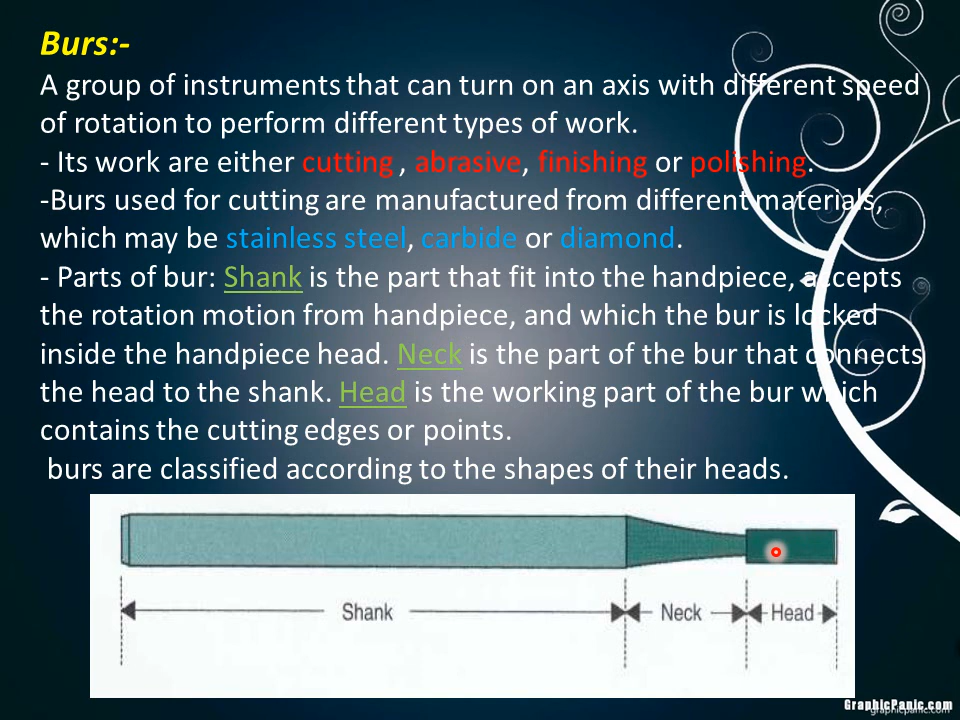 Burs:-
A group of instruments that can turn on an axis with different speed
of rotation to perform different types of work.
- Its work are either cutting , abrasive, finishing or polishing.
-Burs used for cutting are manufactured from different materials,
which may be stainless steel, carbide or diamond.
- Parts of bur: Shank is the part that fit into the handpiece, accepts
the rotation motion from handpiece, and which the bur is locked
inside the handpiece head. Neck is the part of the bur that connects
the head to the shank. Head is the working part of the bur which
contains the cutting edges or points.
burs are classified according to the shapes of their heads.
Shank Neck Head
GraphicPanic.com
graphicpanic.com